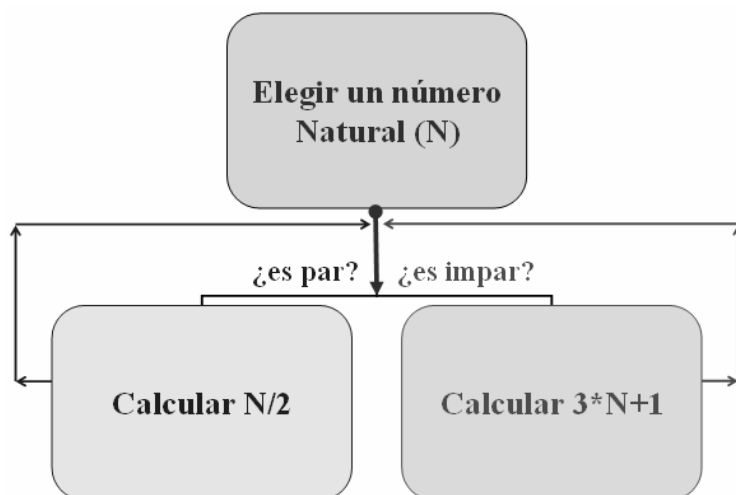 Elegir un número
Natural (N)
¿es par? ¿es impar?
Calcular N/2
Calcular 3*N+1